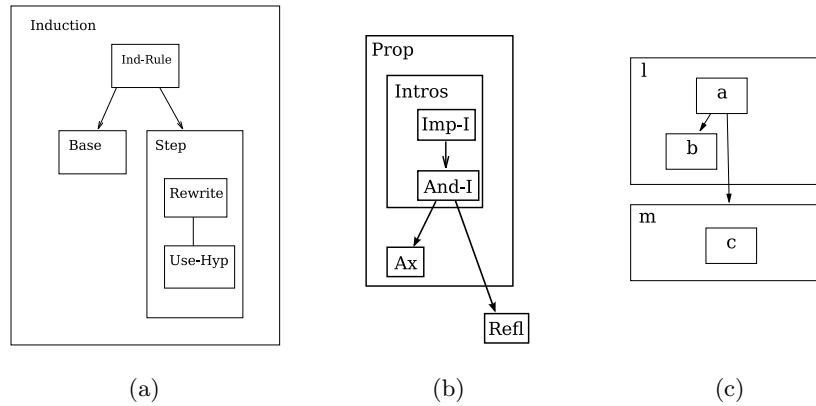 Induction
Ind-Rule
Base
Step
Rewrite
Use-Hyp
(a)
Prop
Intros
Imp-I
And-I
Ax
Refl
(b)
l
a
b
m
c
(c)